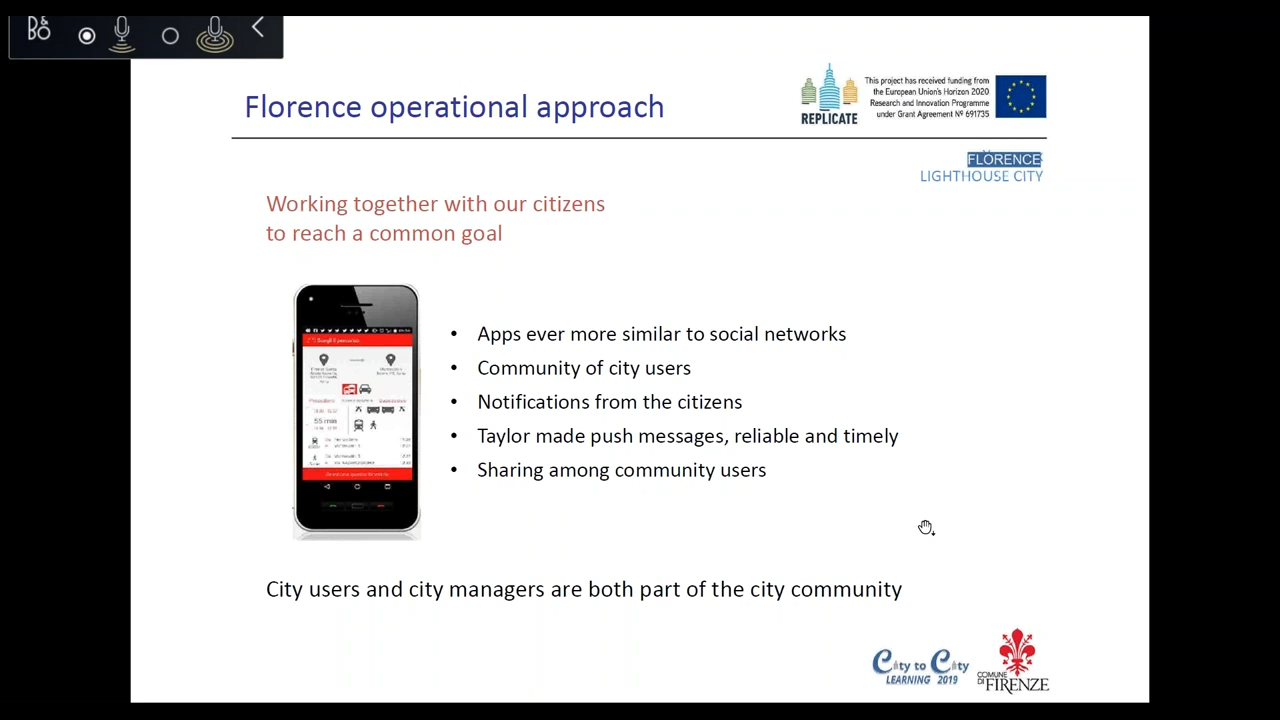 D&BO
Florence operational approach
REPLICATE
This project has received funding from
the European Union's Horizon 2020
Research and Innovation Programme
under Grant Agreement Nº 691735
FLORENCE
LIGHTHOUSE CITY
Working together with our citizens
to reach a common goal
55 min
• Apps ever more similar to social networks
• Community of city users
• Notifications from the citizens
• Taylor made push messages, reliable and timely
• Sharing among community users
City users and city managers are both part of the city community
City to City
LEARNING 2019
COMUNE
DI FIRENZE